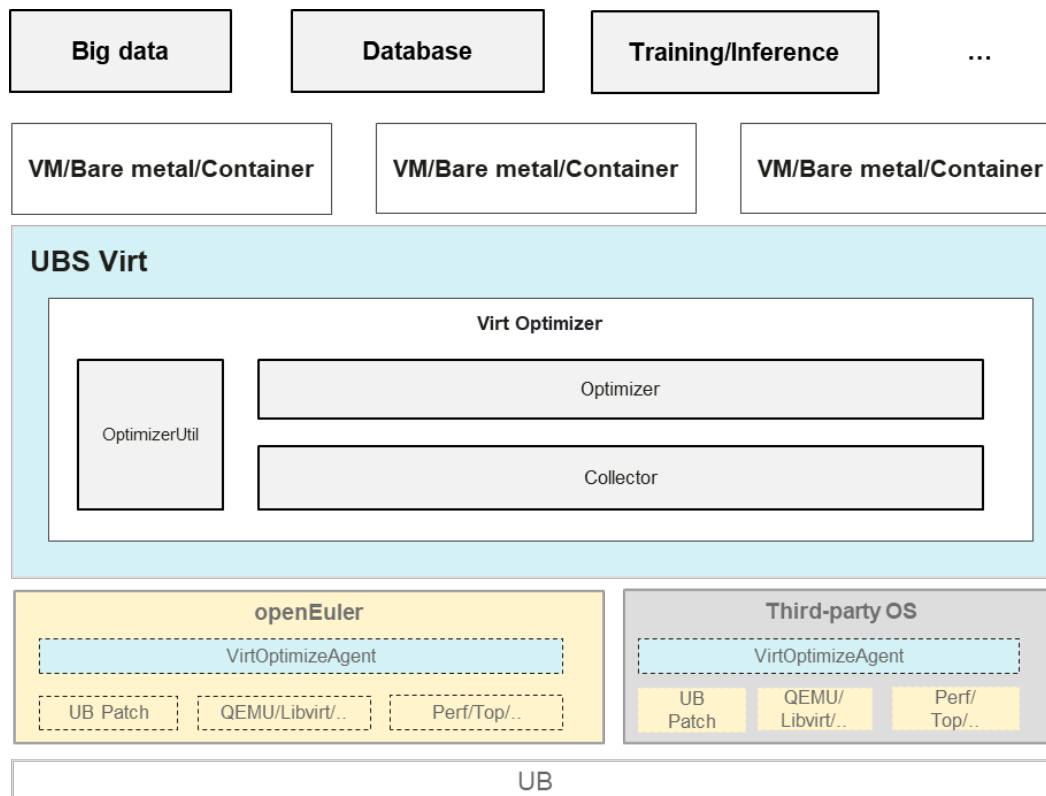 Big data
Database
Training/Inference
...
VM/Bare metal/Container
VM/Bare metal/Container
VM/Bare metal/Container
UBS Virt
Virt Optimizer
OptimizerUtil
Optimizer
Collector
openEuler
VirtOptimizeAgent
UB Patch
QEMU/Libvirt/..
Perf/Top/..
Third-party OS
VirtOptimizeAgent
UB
Patch
QEMU/
Libvirt/..
Perf/
Top/..
UB